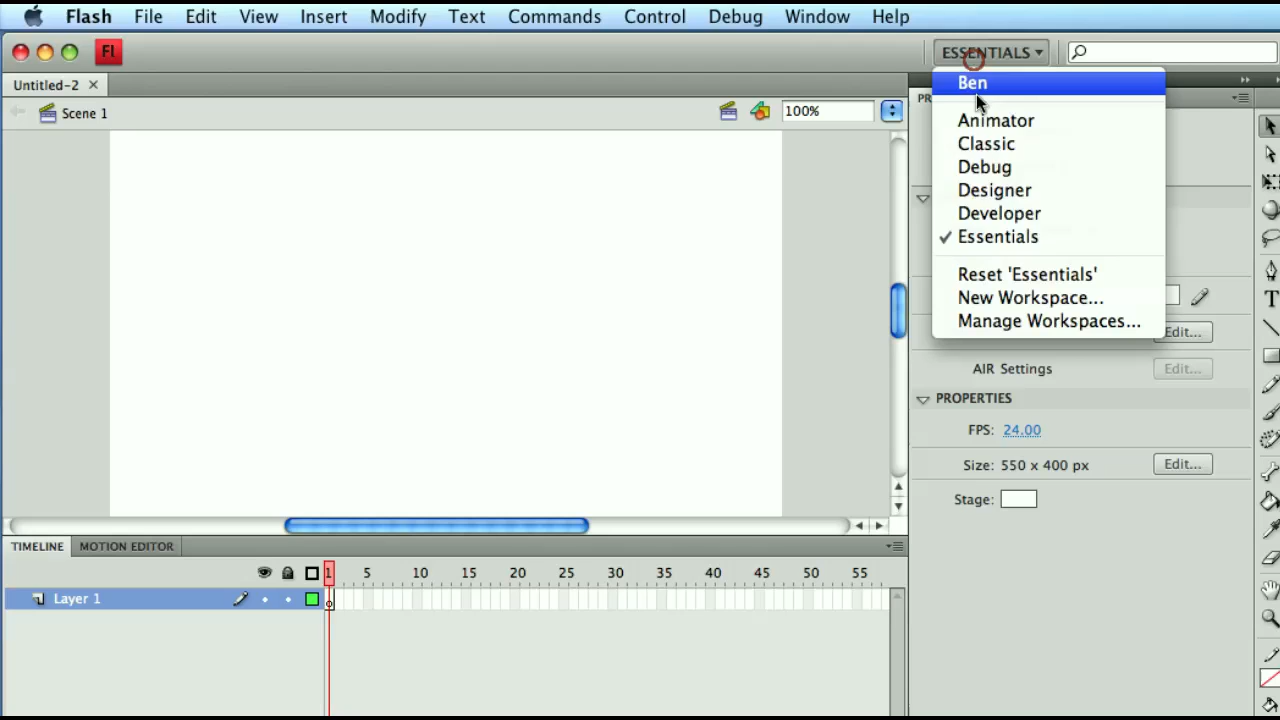 Flash File Edit View Insert Modify Text Commands Control Debug Window Help
Fl ESSENTIALS
Untitled-2
Scene 1 100%
PR
Ben
Animator
Classic
Debug
Designer
Developer
Essentials
Reset 'Essentials'
New Workspace...
Manage Workspaces...
Edit...
AIR Settings Edit...
PROPERTIES
FPS: 24.00
Size: 550 x 400 px Edit...
Stage:
TIMELINE MOTION EDITOR
1 5 10 15 20 25 30 35 40 45 50 55
Layer 1